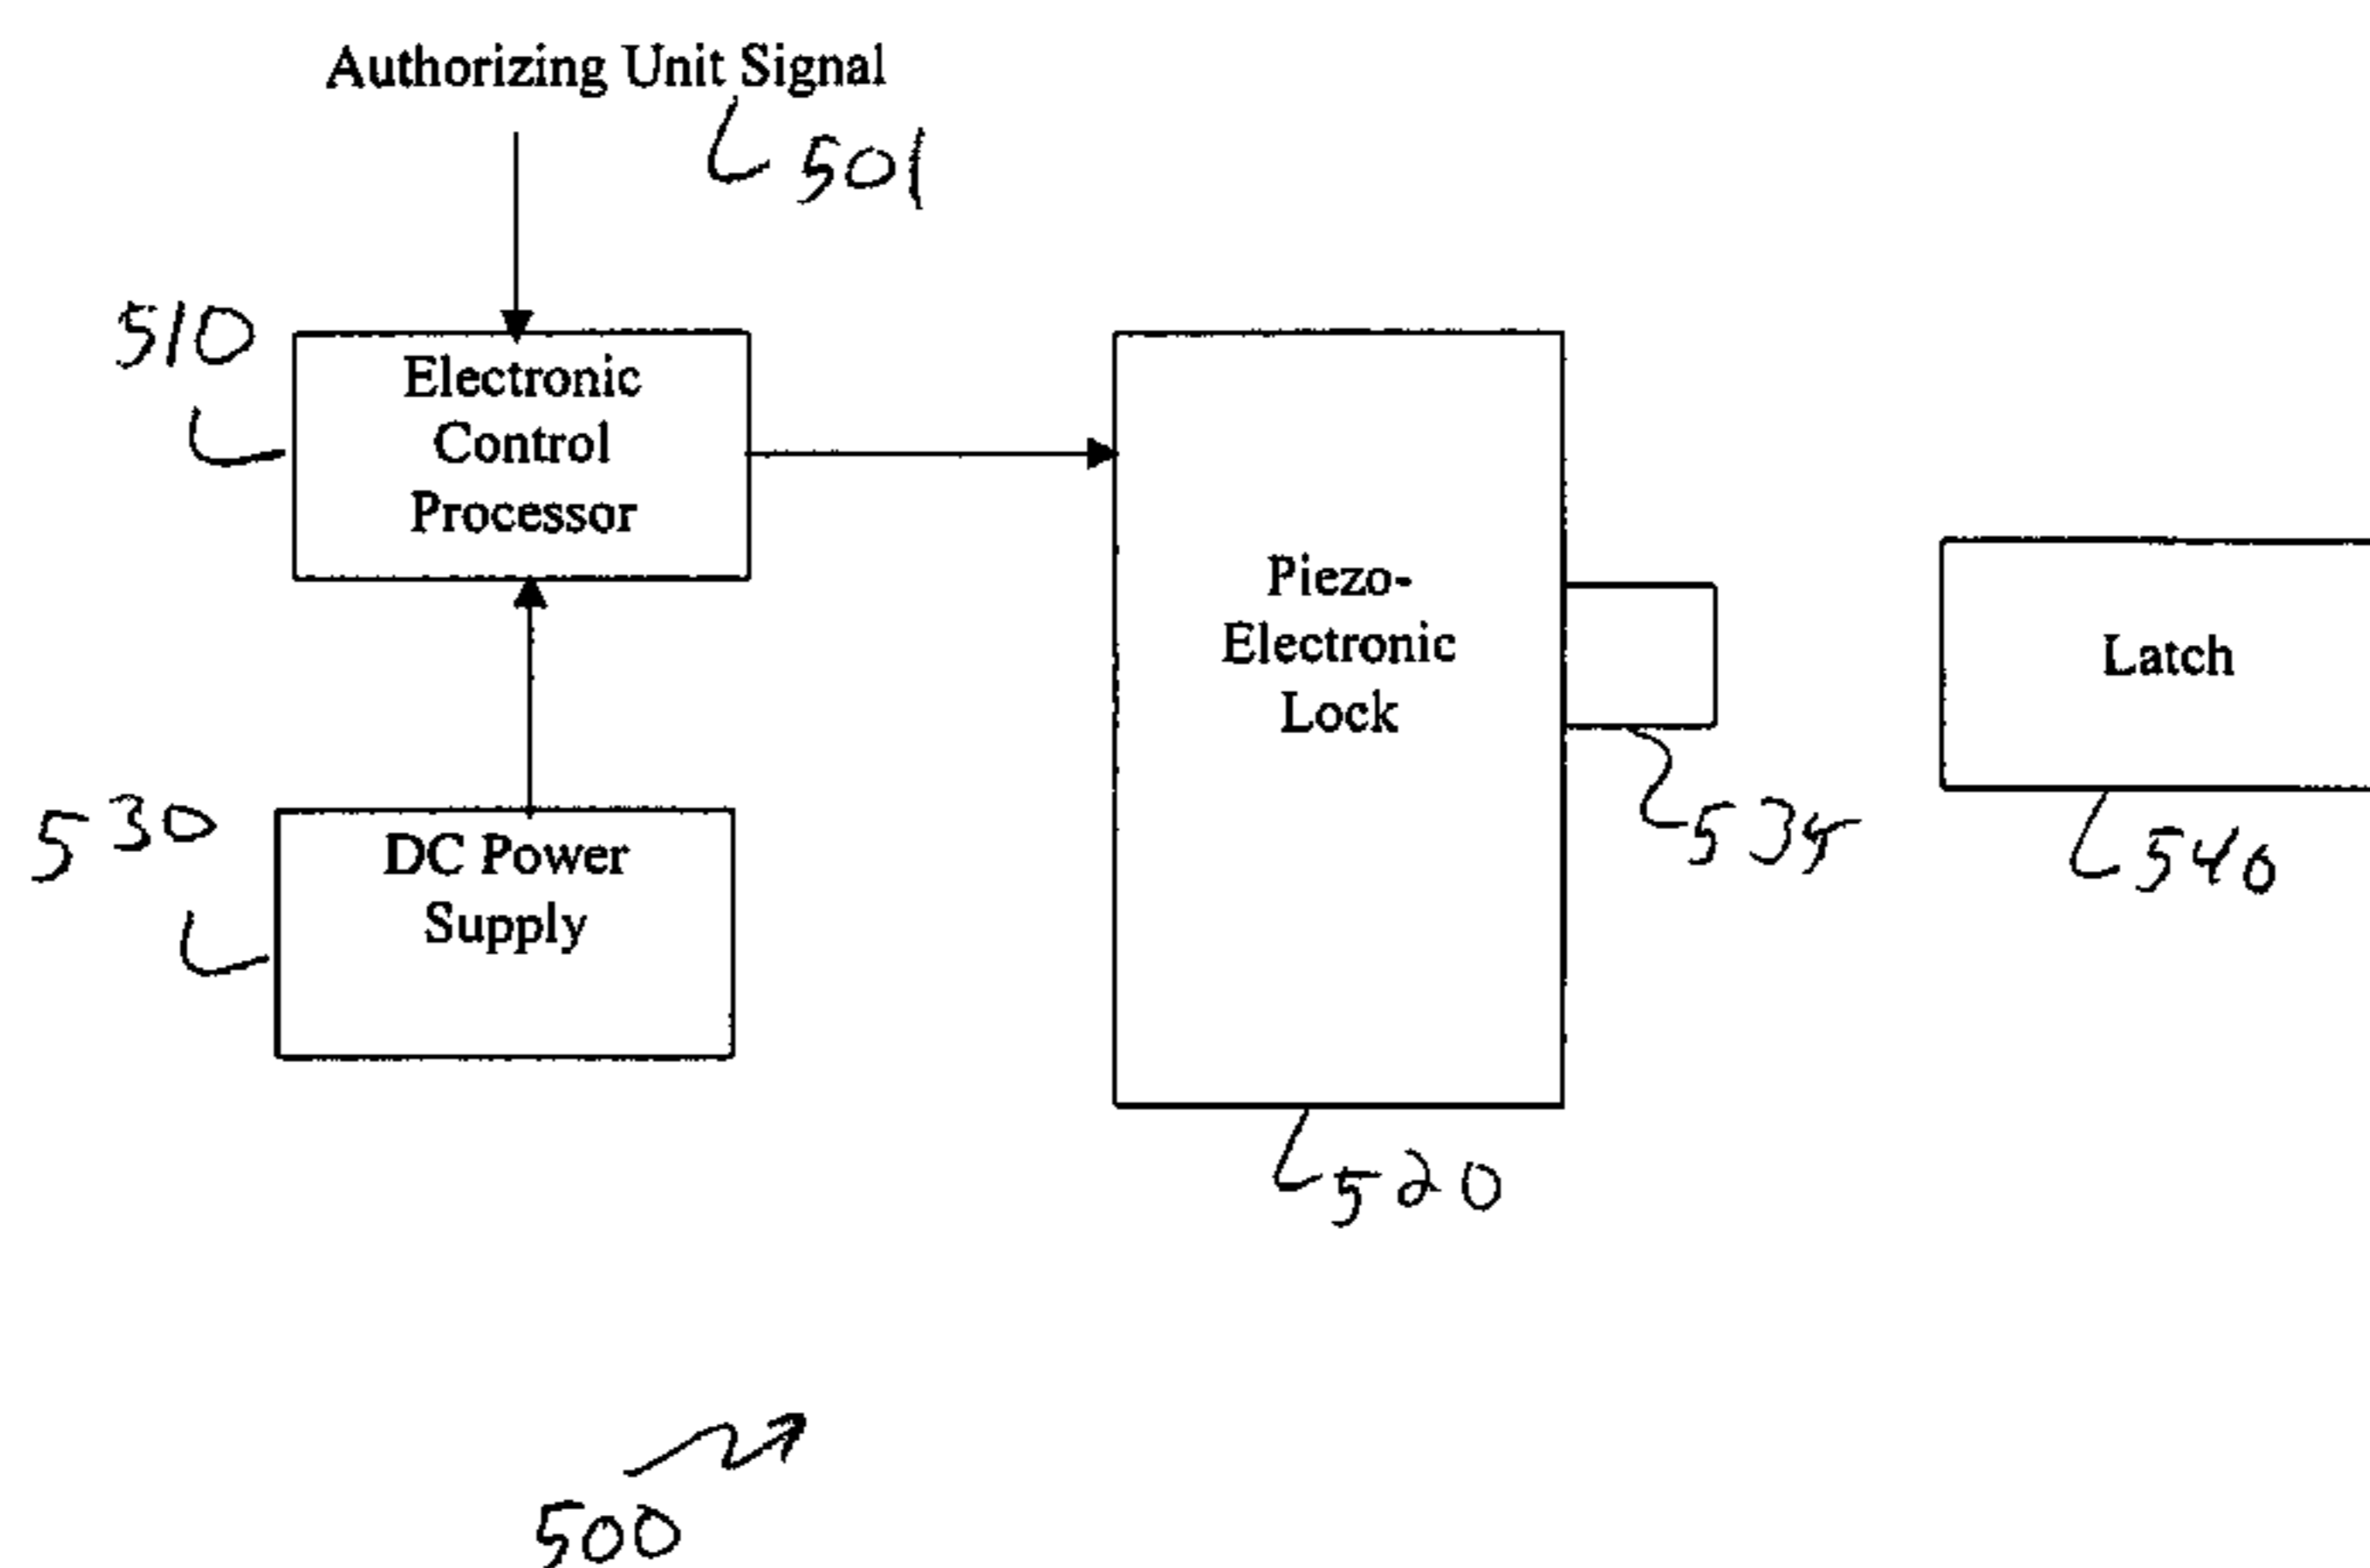 Authorizing Unit Signal
501
510
Electronic
Control
Processor
Piezo-
Electronic
Lock
Latch
535
540
530
DC Power
Supply
520
500